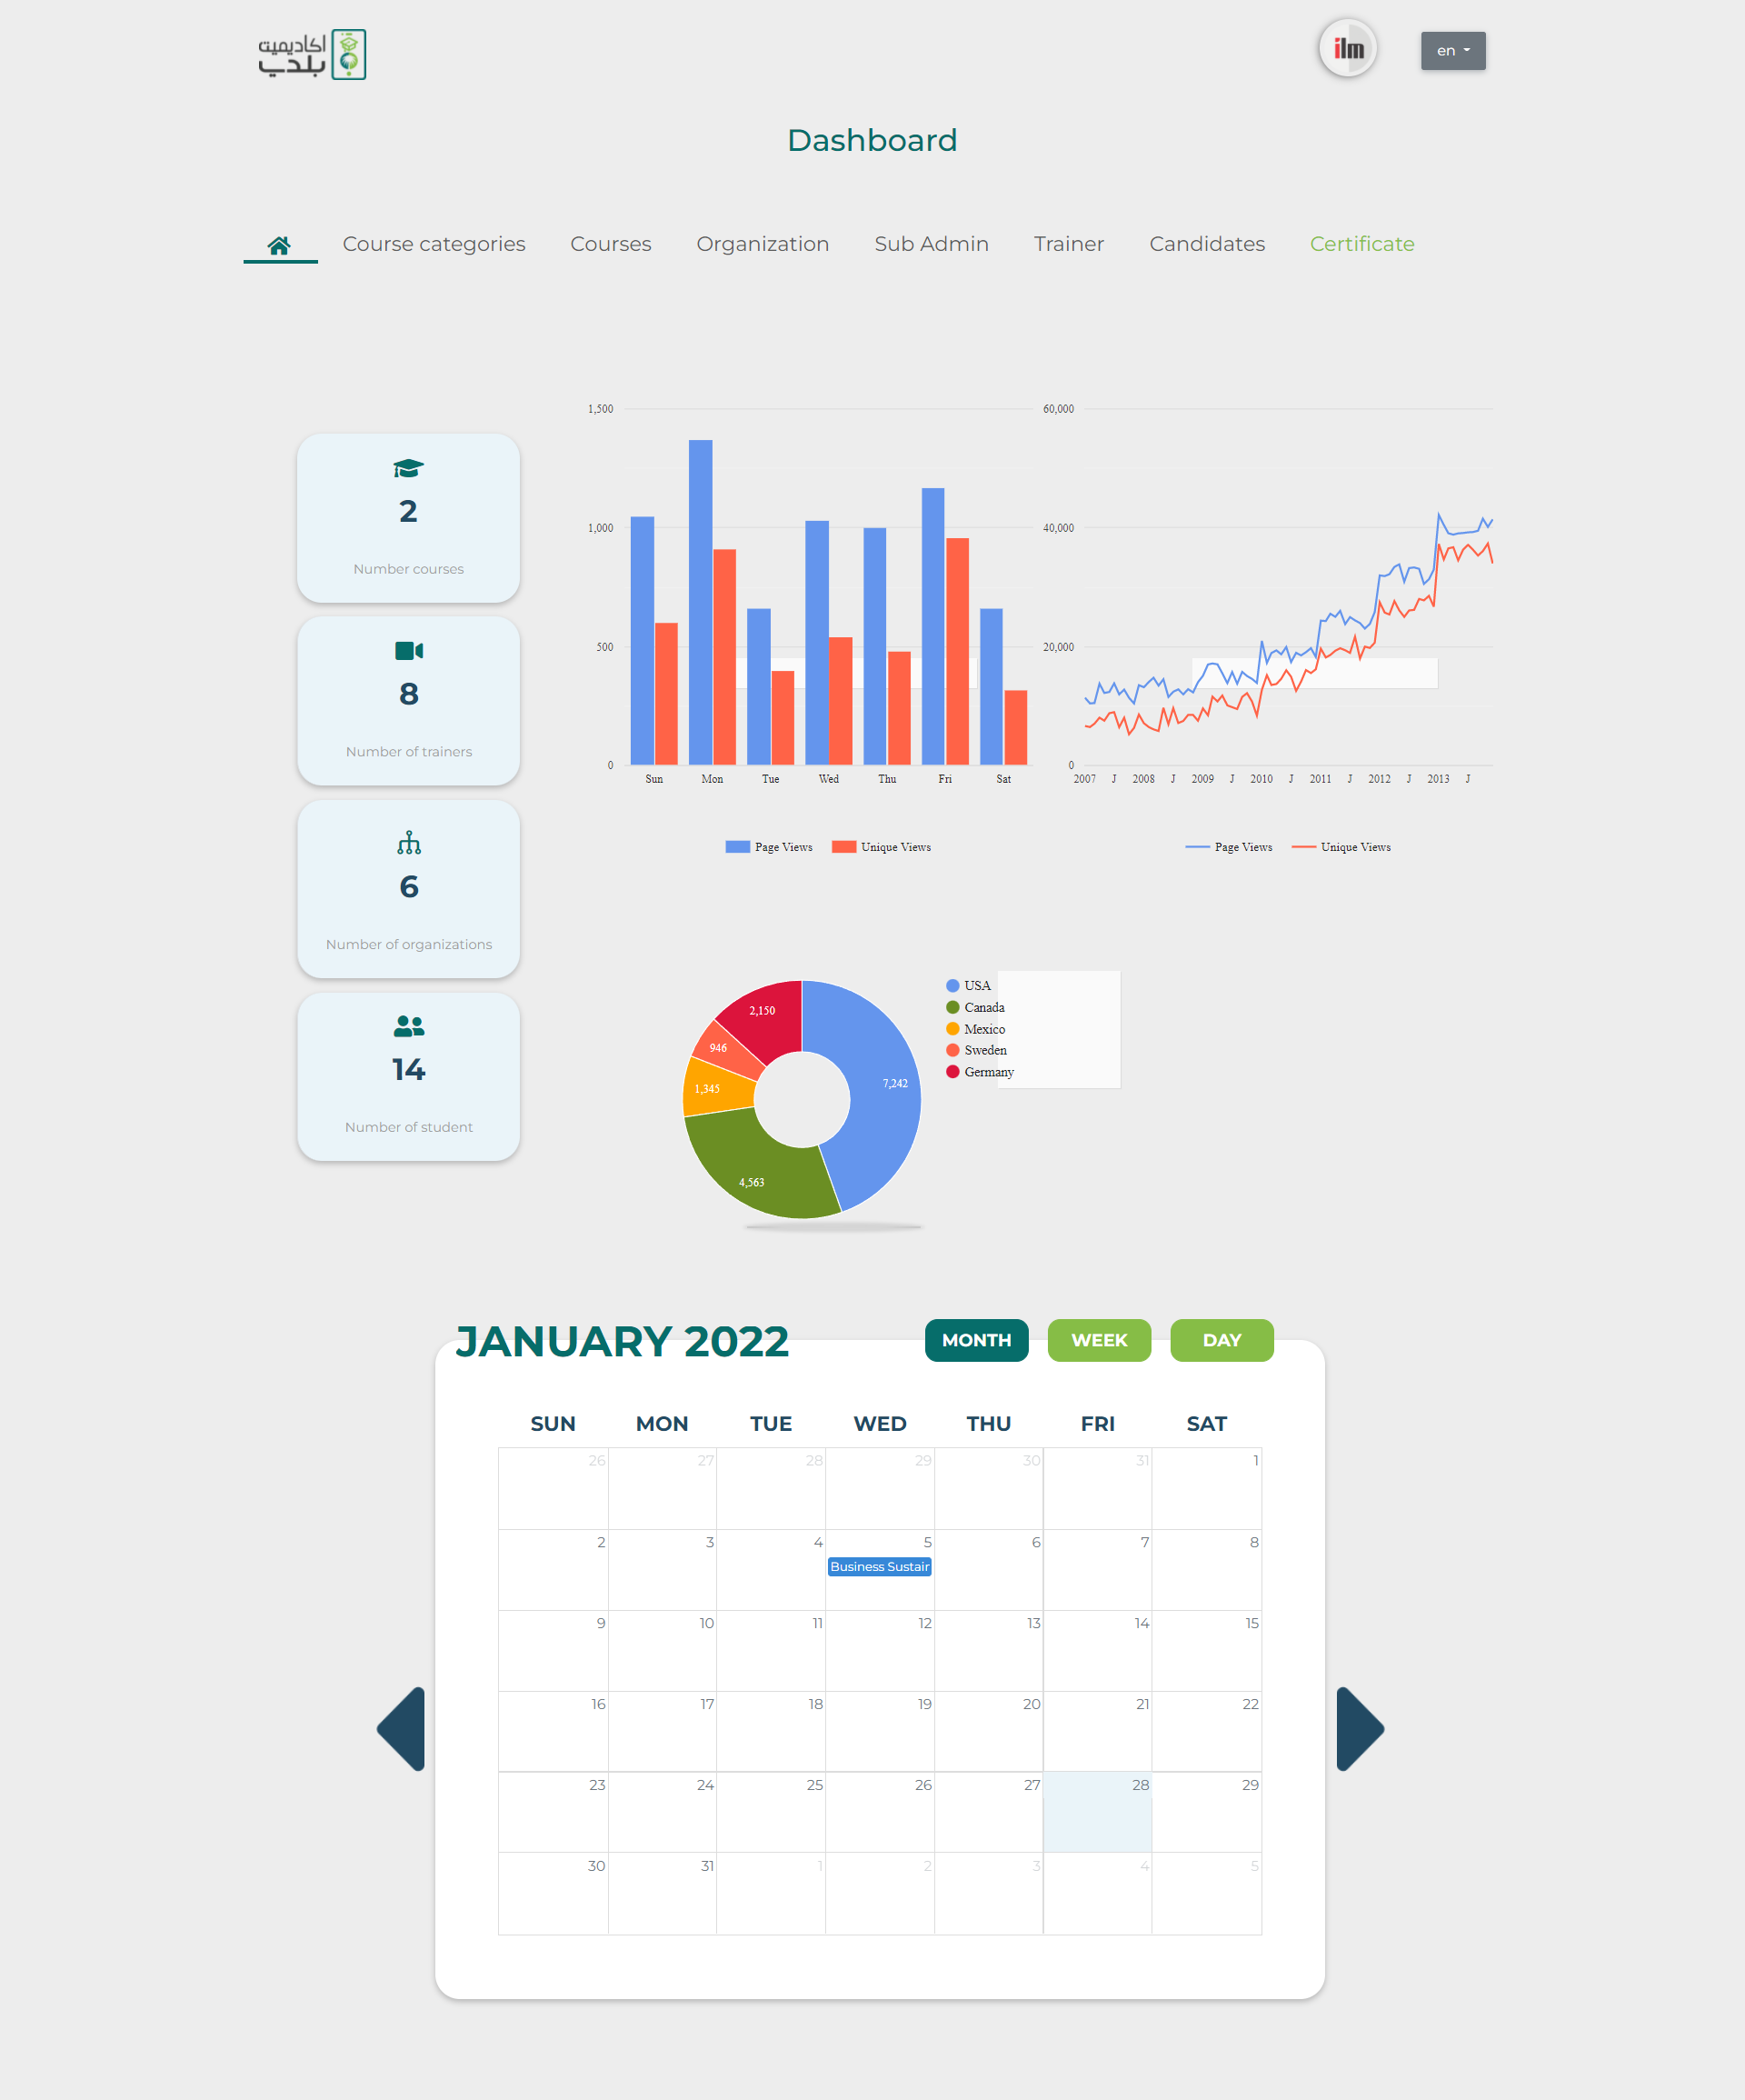 اكاديمية
بلدي
ilm
en
Dashboard
Course categories Courses Organization Sub Admin Trainer Candidates Certificate
2
Number courses
8
Number of trainers
6
Number of organizations
14
Number of student
1,500
1,000
500
0
Sun Mon Tue Wed Thu Fri Sat
Page Views Unique Views
60,000
40,000
20,000
0
2007 J 2008 J 2009 J 2010 J 2011 J 2012 J 2013 J
Page Views Unique Views
2,150
946
1,345
7,242
4,563
USA
Canada
Mexico
Sweden
Germany
JANUARY 2022
MONTH WEEK DAY
SUN MON TUE WED THU FRI SAT
26 27 28 29 30 31 1
2 3 4 5 6 7 8
Business Sustair
9 10 11 12 13 14 15
16 17 18 19 20 21 22
23 24 25 26 27 28 29
30 31 1 2 3 4 5